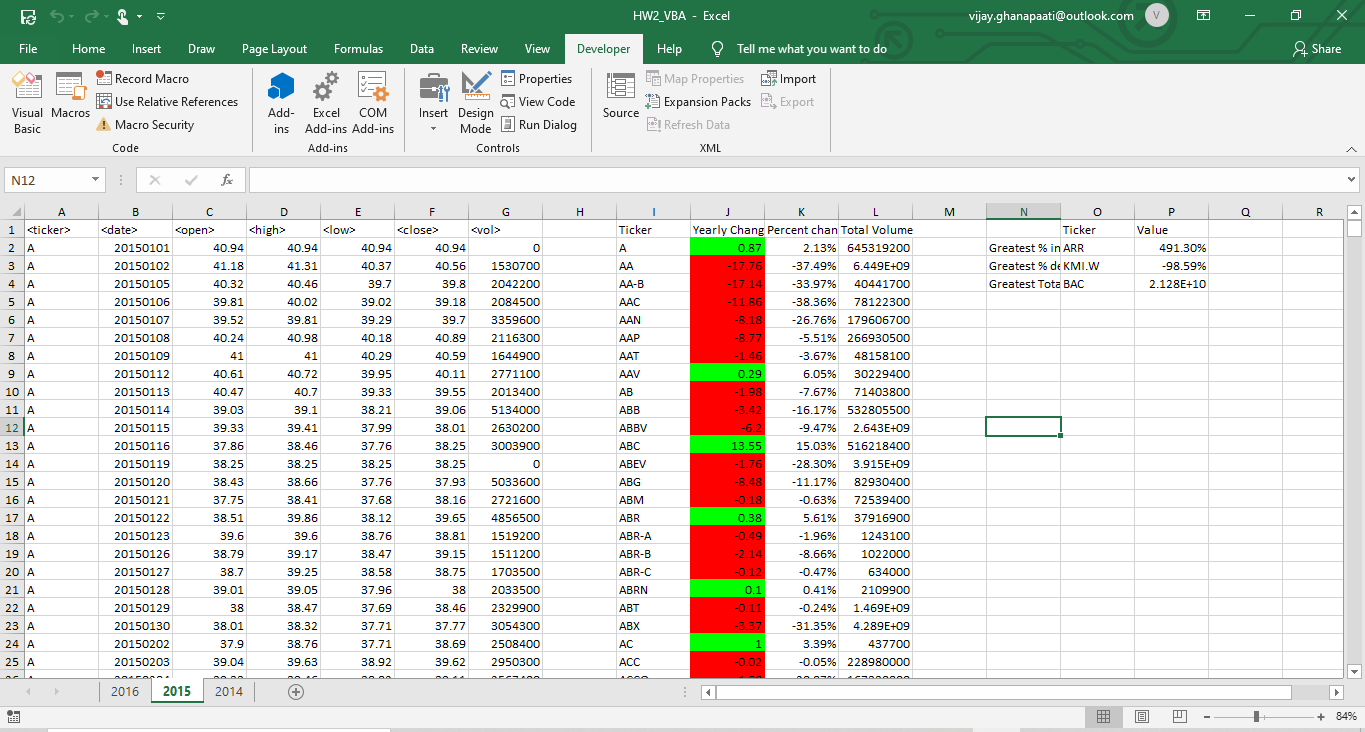 HW2_VBA - Excel
vijay.ghanapaati@outlook.com V
File Home Insert Draw Page Layout Formulas Data Review View Developer Help Tell me what you want to do Share
Visual Basic
Macros
Record Macro
Use Relative References
Macro Security
Code
Add-ins
Excel Add-ins
COM Add-ins
Add-ins
Insert
Design Mode
Properties
View Code
Run Dialog
Controls
Source
Map Properties
Expansion Packs
Refresh Data
Import
Export
XML
N12 fx
A B C D E F G H I J K L M N O P Q R
1 <ticker> <date> <open> <high> <low> <close> <vol> Ticker Yearly Chang Percent chan Total Volume Ticker Value
2 A 20150101 40.94 40.94 40.94 40.94 0 A 0.87 2.13% 645319200 Greatest % in ARR 491.30%
3 A 20150102 41.18 41.31 40.37 40.56 1530700 AA -17.76 -37.49% 6.449E+09 Greatest % de KMI.W -98.59%
4 A 20150105 40.32 40.46 39.7 39.8 2042200 AA-B -17.14 -33.97% 40441700 Greatest Tota BAC 2.128E+10
5 A 20150106 39.81 40.02 39.02 39.18 2084500 AAC -11.86 -38.36% 78122300
6 A 20150107 39.52 39.81 39.29 39.7 3359600 AAN -8.18 -26.76% 179606700
7 A 20150108 40.24 40.98 40.18 40.89 2116300 AAP -8.77 -5.51% 266930500
8 A 20150109 41 41 40.29 40.59 1644900 AAT -1.46 -3.67% 48158100
9 A 20150112 40.61 40.72 39.95 40.11 2771100 AAV 0.29 6.05% 30229400
10 A 20150113 40.47 40.7 39.33 39.55 2013400 AB -1.98 -7.67% 71403800
11 A 20150114 39.03 39.1 38.21 39.06 5134000 ABB -3.42 -16.17% 532805500
12 A 20150115 39.33 39.41 37.99 38.01 2630200 ABBV -6.2 -9.47% 2.643E+09
13 A 20150116 37.86 38.46 37.76 38.25 3003900 ABC 13.55 15.03% 516218400
14 A 20150119 38.25 38.25 38.25 38.25 0 ABEV -1.76 -28.30% 3.915E+09
15 A 20150120 38.43 38.66 37.76 37.93 5033600 ABG -8.48 -11.17% 82930400
16 A 20150121 37.75 38.41 37.68 38.16 2721600 ABM -0.18 -0.63% 72539400
17 A 20150122 38.51 39.86 38.12 39.65 4856500 ABR 0.38 5.61% 37916900
18 A 20150123 39.6 39.6 38.76 38.81 1519200 ABR-A -0.49 -1.96% 1243100
19 A 20150126 38.79 39.17 38.47 39.15 1511200 ABR-B -2.14 -8.66% 1022000
20 A 20150127 38.7 39.25 38.58 38.75 1703500 ABR-C -0.12 -0.47% 634000
21 A 20150128 39.01 39.05 37.96 38 2033500 ABRN 0.1 0.41% 2109900
22 A 20150129 38 38.47 37.69 38.46 2329900 ABT -0.11 -0.24% 1.469E+09
23 A 20150130 38.01 38.32 37.71 37.77 3054300 ABX -3.37 -31.35% 4.289E+09
24 A 20150202 37.9 38.76 37.71 38.69 2508400 AC 1 3.39% 437700
25 A 20150203 39.04 39.63 38.92 39.62 2950300 ACC -0.02 -0.05% 228980000
2016 2015 2014
84%